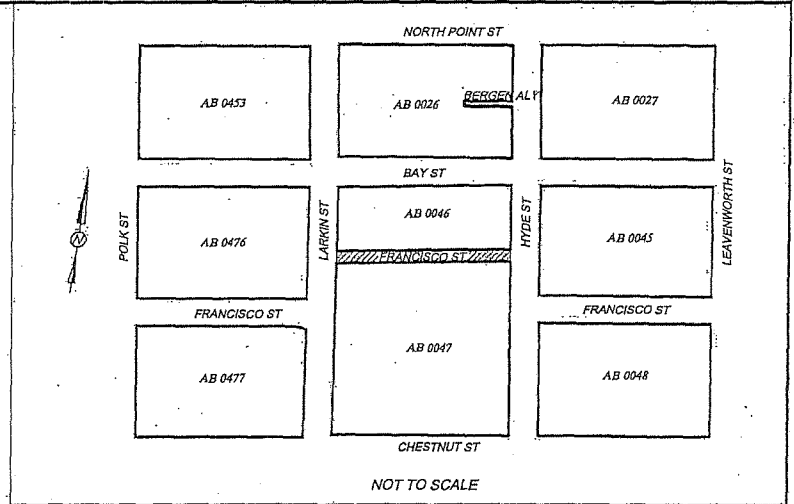 NORTH POINT ST
AB 0453
AB 0026
BERGEN ALY
AB 0027
BAY ST
POLK ST
AB 0476
LARKIN ST
AB 0046
FRANCISCO ST
HYDE ST
AB 0045
LEAVENWORTH ST
FRANCISCO ST
FRANCISCO ST
AB 0477
AB 0047
AB 0048
CHESTNUT ST
NOT TO SCALE
N